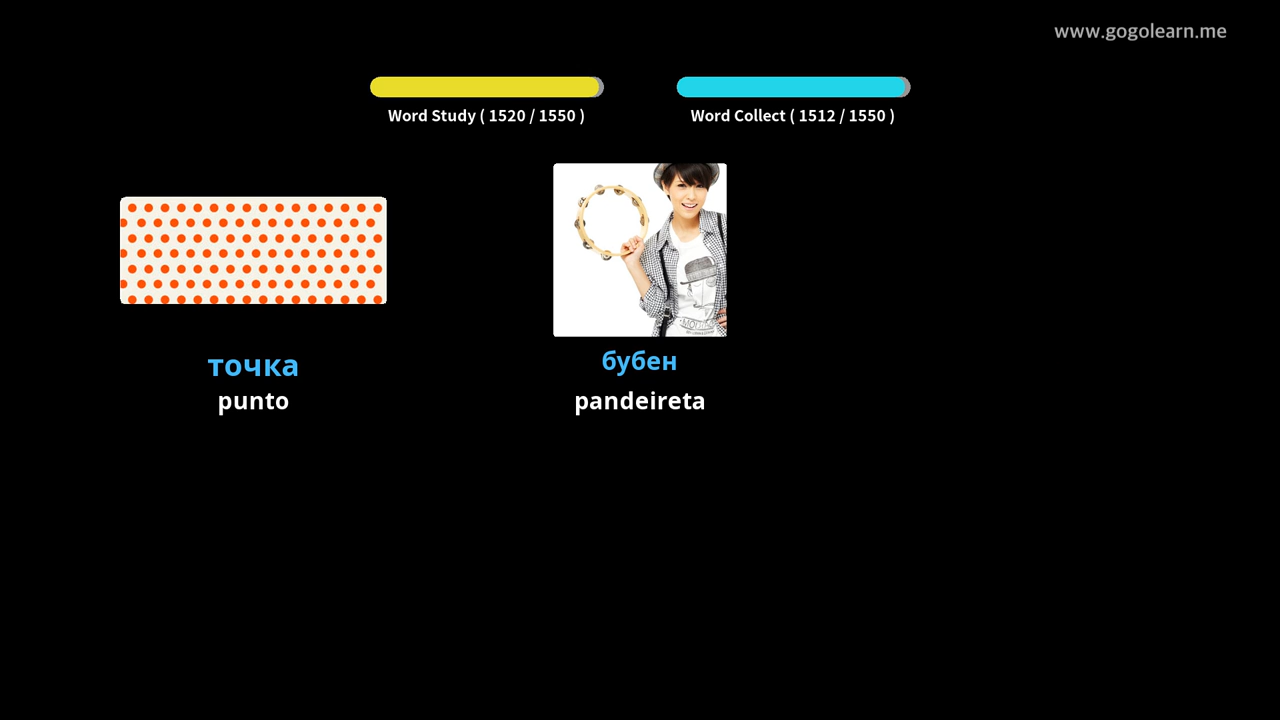 www.gogolearn.me
Word Study ( 1520 / 1550 )
Word Collect ( 1512 / 1550 )
точка
punto
бубен
pandeireta